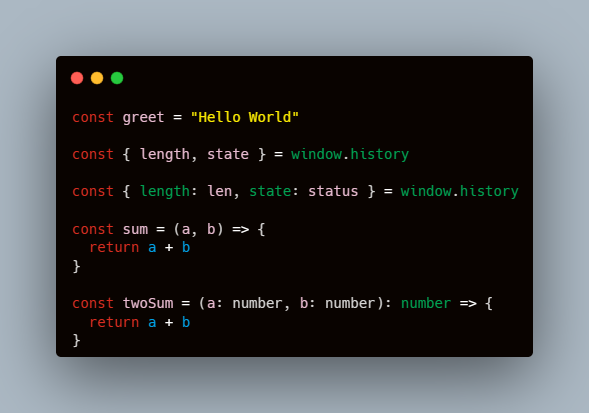 const greet = "Hello World"
const { length, state } = window.history
const { length: len, state: status } = window.history
const sum = (a, b) => {
  return a + b
}
const twoSum = (a: number, b: number): number => {
  return a + b
}